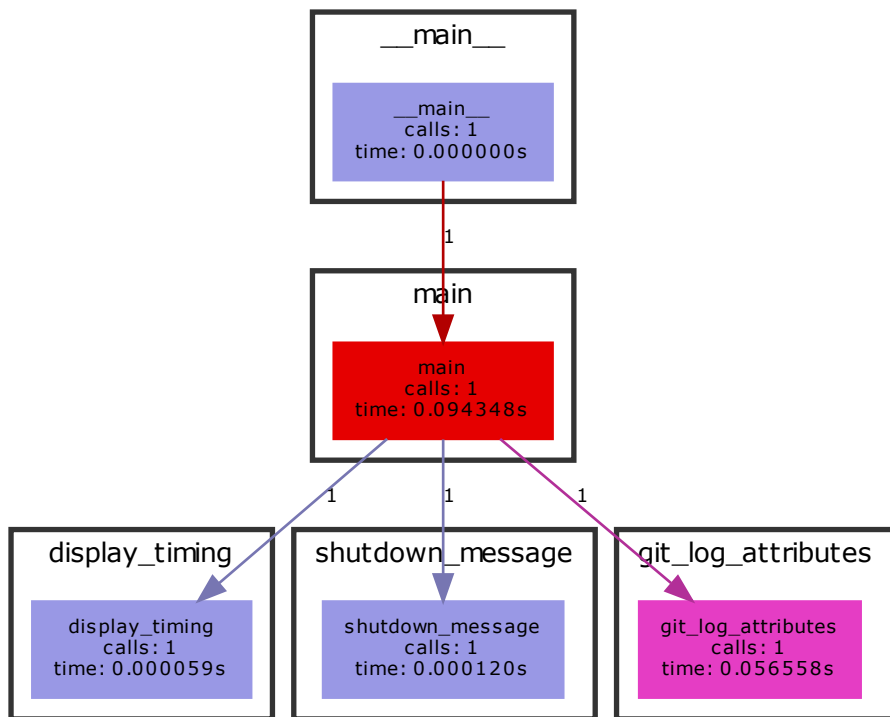 __main__
__main__
calls: 1
time: 0.000000s
1
main
main
calls: 1
time: 0.094348s
1
1
1
display_timing
display_timing
calls: 1
time: 0.000059s
shutdown_message
shutdown_message
calls: 1
time: 0.000120s
git_log_attributes
git_log_attributes
calls: 1
time: 0.056558s